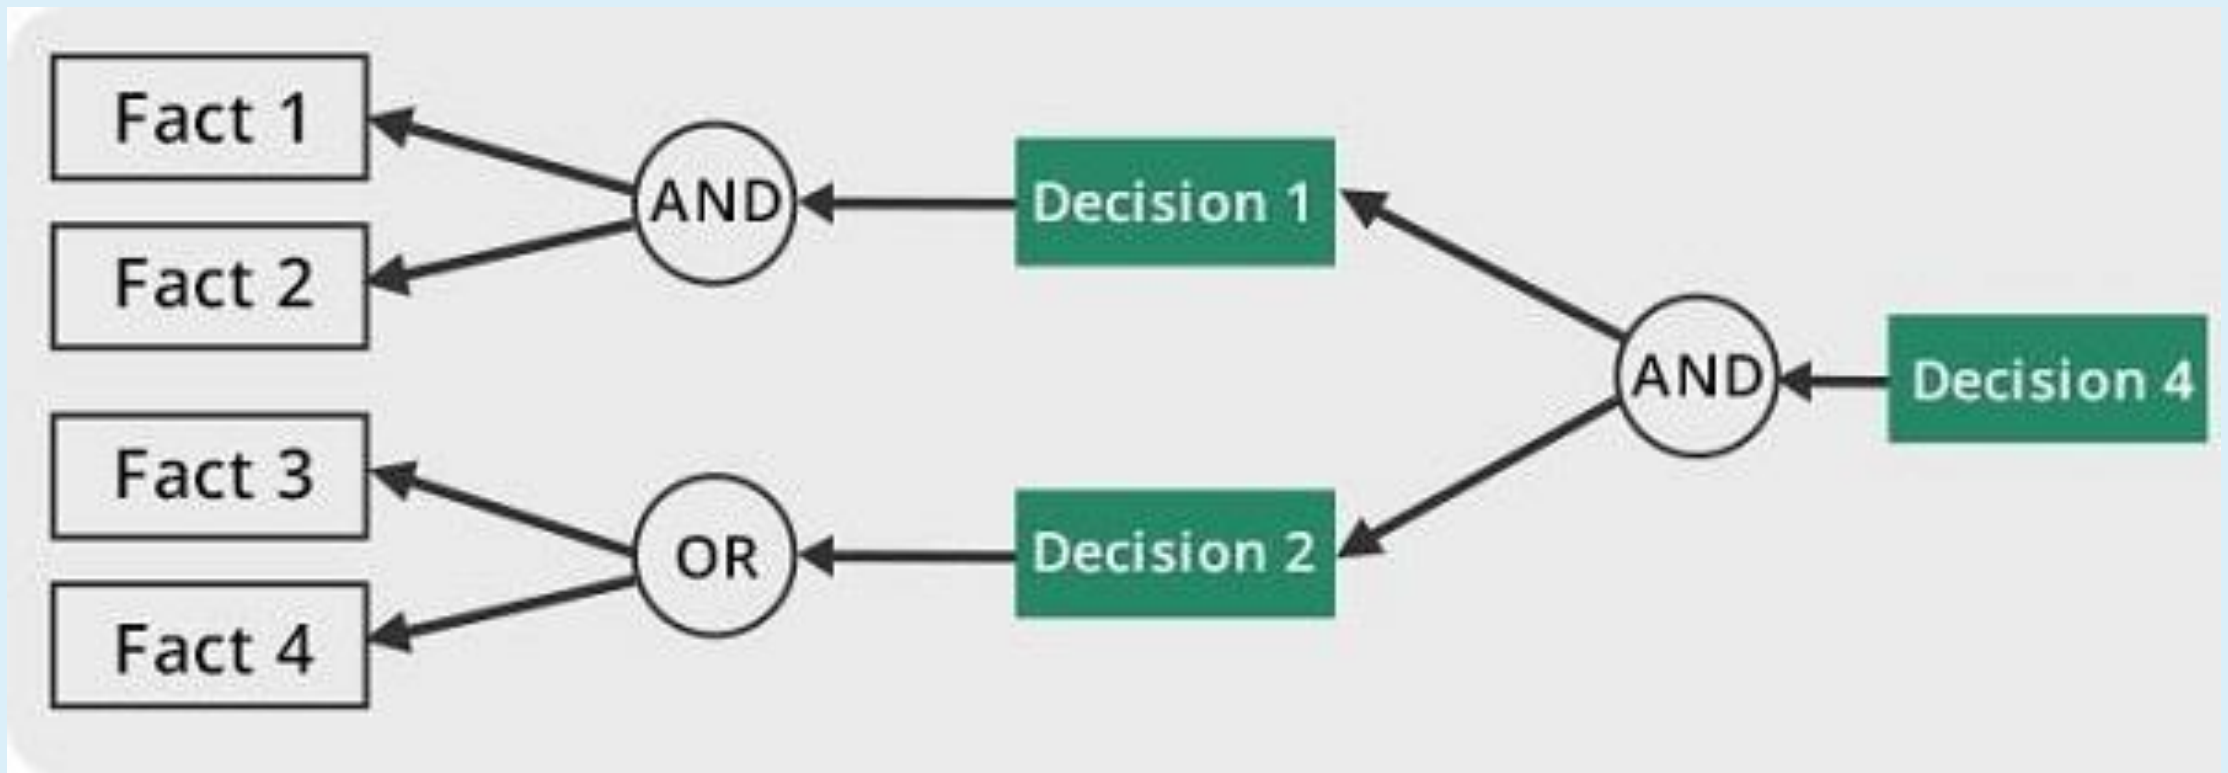 Fact 1
Fact 2
AND
Decision 1
Fact 3
Fact 4
OR
Decision 2
AND
Decision 4